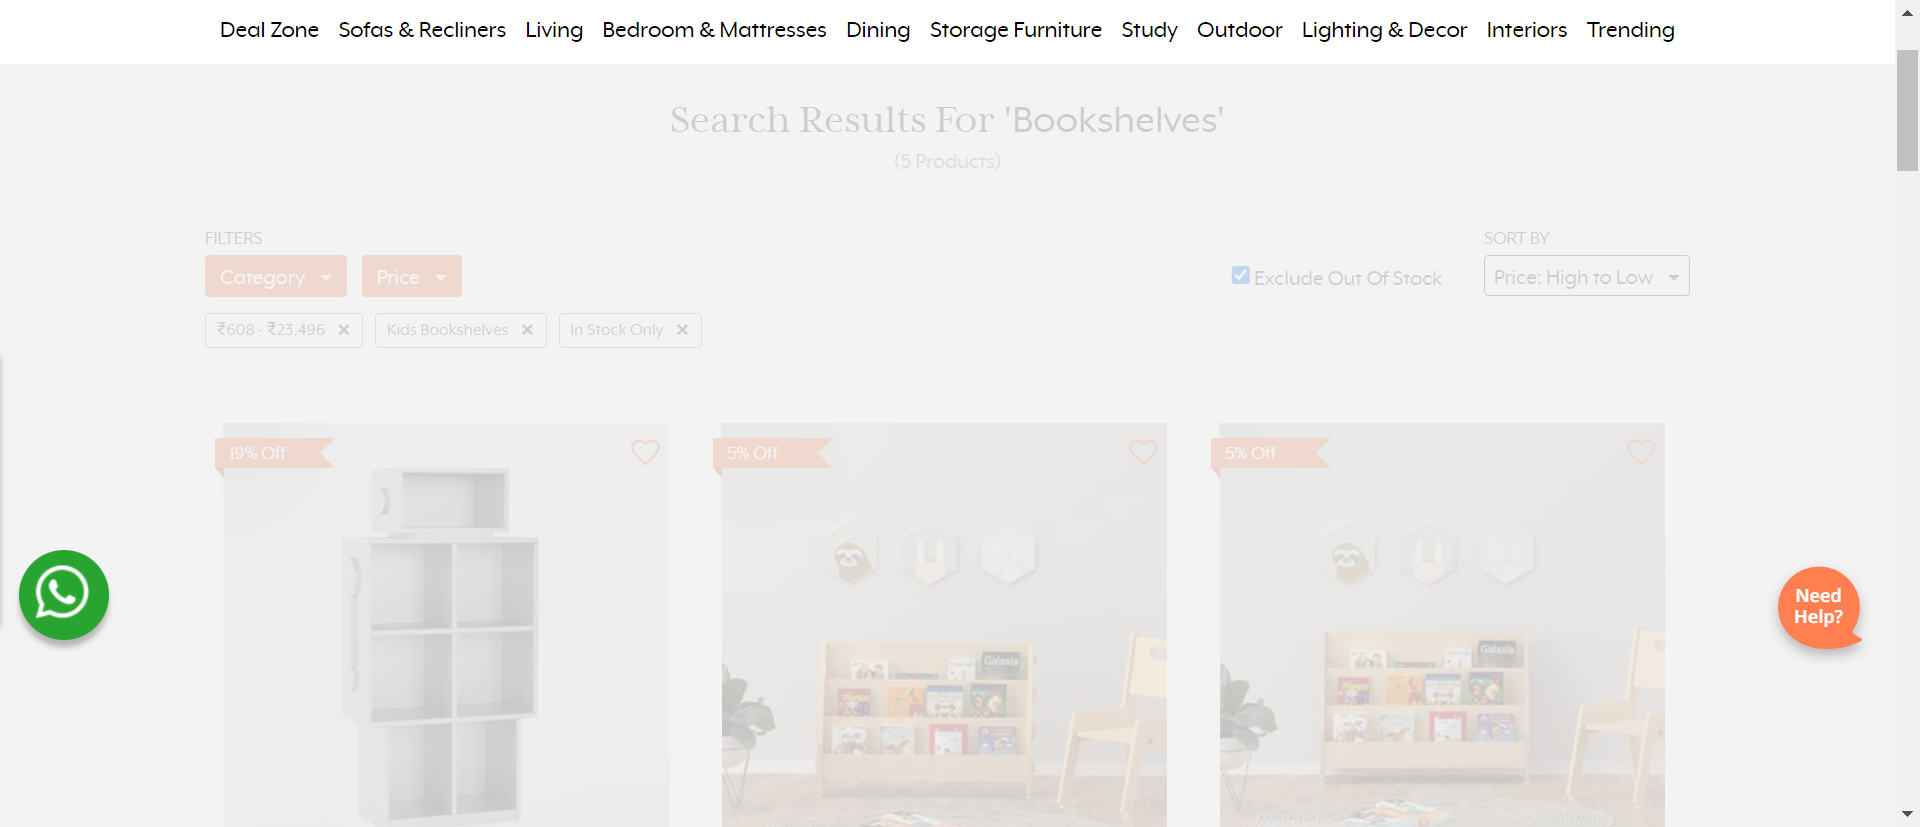 Deal Zone Sofas & Recliners Living Bedroom & Mattresses Dining Storage Furniture Study Outdoor Lighting & Decor Interiors Trending
Search Results For 'Bookshelves'
(5 Products)
FILTERS
SORT BY
Category
Price
Exclude Out Of Stock
Price: High to Low
₹608 - ₹23,496 ×
Kids Bookshelves ×
In Stock Only ×
19% Off
5% Off
5% Off
Need
Help?
Galaxia
Galaxia